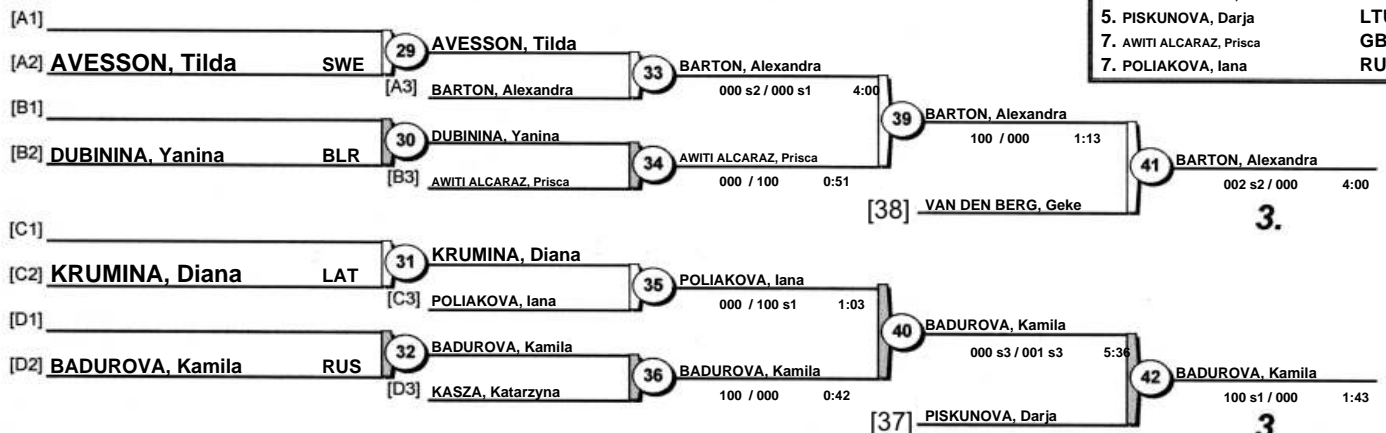 5. PISKUNOVA, Darja LTU
7. AWITI ALCARAZ, Prisca GB
7. POLIAKOVA, Iana RU
[A1]
[A2] AVESSON, Tilda SWE
29
AVESSON, Tilda
[A3] BARTON, Alexandra
33
BARTON, Alexandra
000 s2 / 000 s1 4:00
[B1]
[B2] DUBININA, Yanina BLR
30
DUBININA, Yanina
[B3] AWITI ALCARAZ, Prisca
34
AWITI ALCARAZ, Prisca
000 / 100 0:51
39
BARTON, Alexandra
100 / 000 1:13
[38] VAN DEN BERG, Geke
41
BARTON, Alexandra
002 s2 / 000 4:00
3.
[C1]
[C2] KRUMINA, Diana LAT
31
KRUMINA, Diana
[C3] POLIAKOVA, Iana
35
POLIAKOVA, Iana
000 / 100 s1 1:03
[D1]
[D2] BADUROVA, Kamila RUS
32
BADUROVA, Kamila
[D3] KASZA, Katarzyna
36
BADUROVA, Kamila
100 / 000 0:42
40
BADUROVA, Kamila
000 s3 / 001 s3 5:36
[37] PISKUNOVA, Darja
42
BADUROVA, Kamila
100 s1 / 000 1:43
3